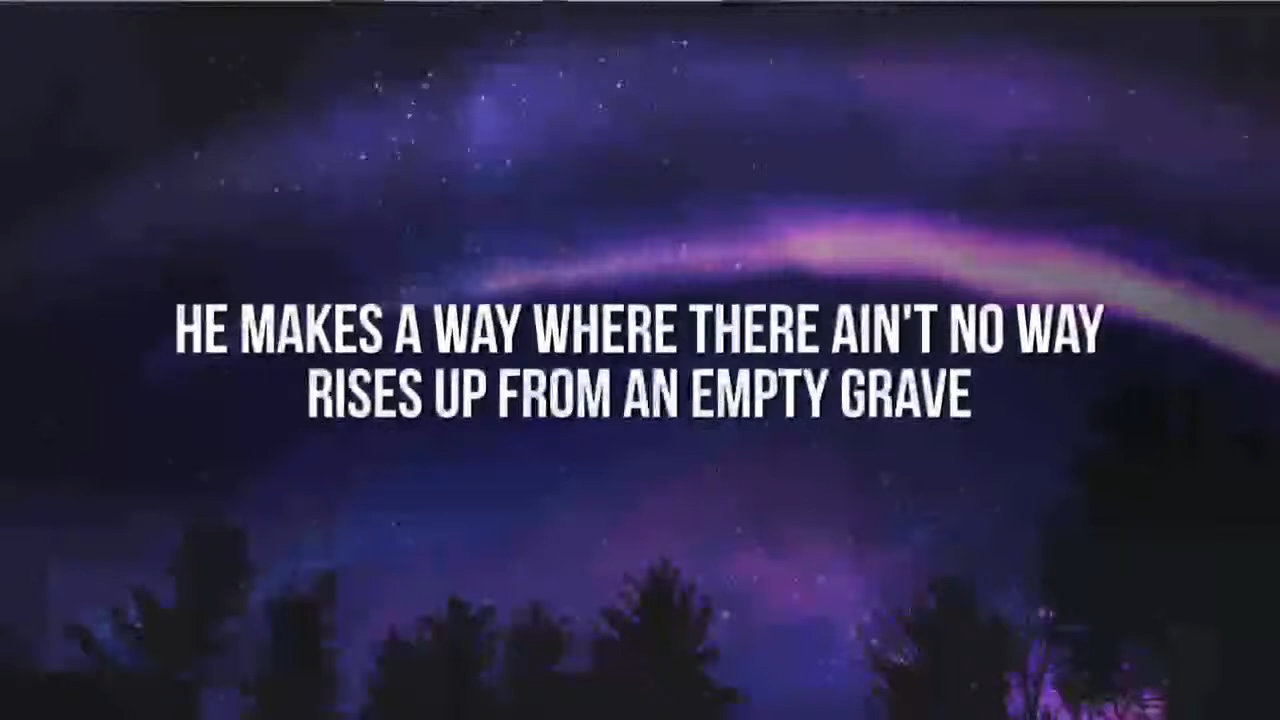 HE MAKES A WAY WHERE THERE AIN'T NO WAY
RISES UP FROM AN EMPTY GRAVE